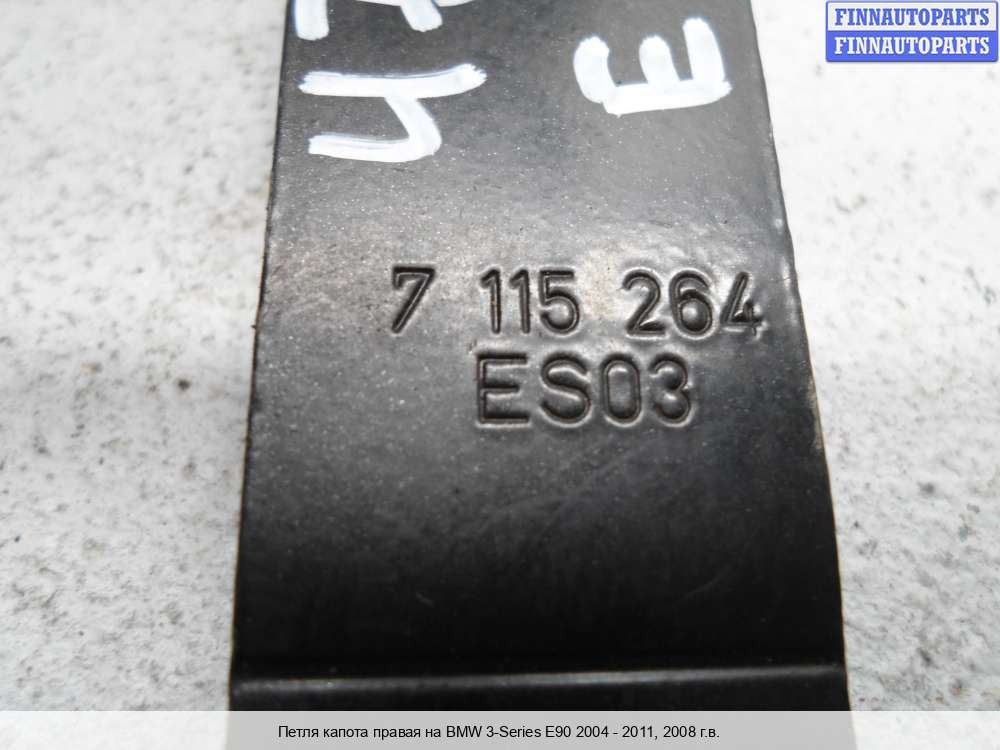 FINNAUTOPARTS
FINNAUTOPARTS
E
7 115 264
ES03
Петля капота правая на BMW 3-Series E90 2004 - 2011, 2008 г.в.